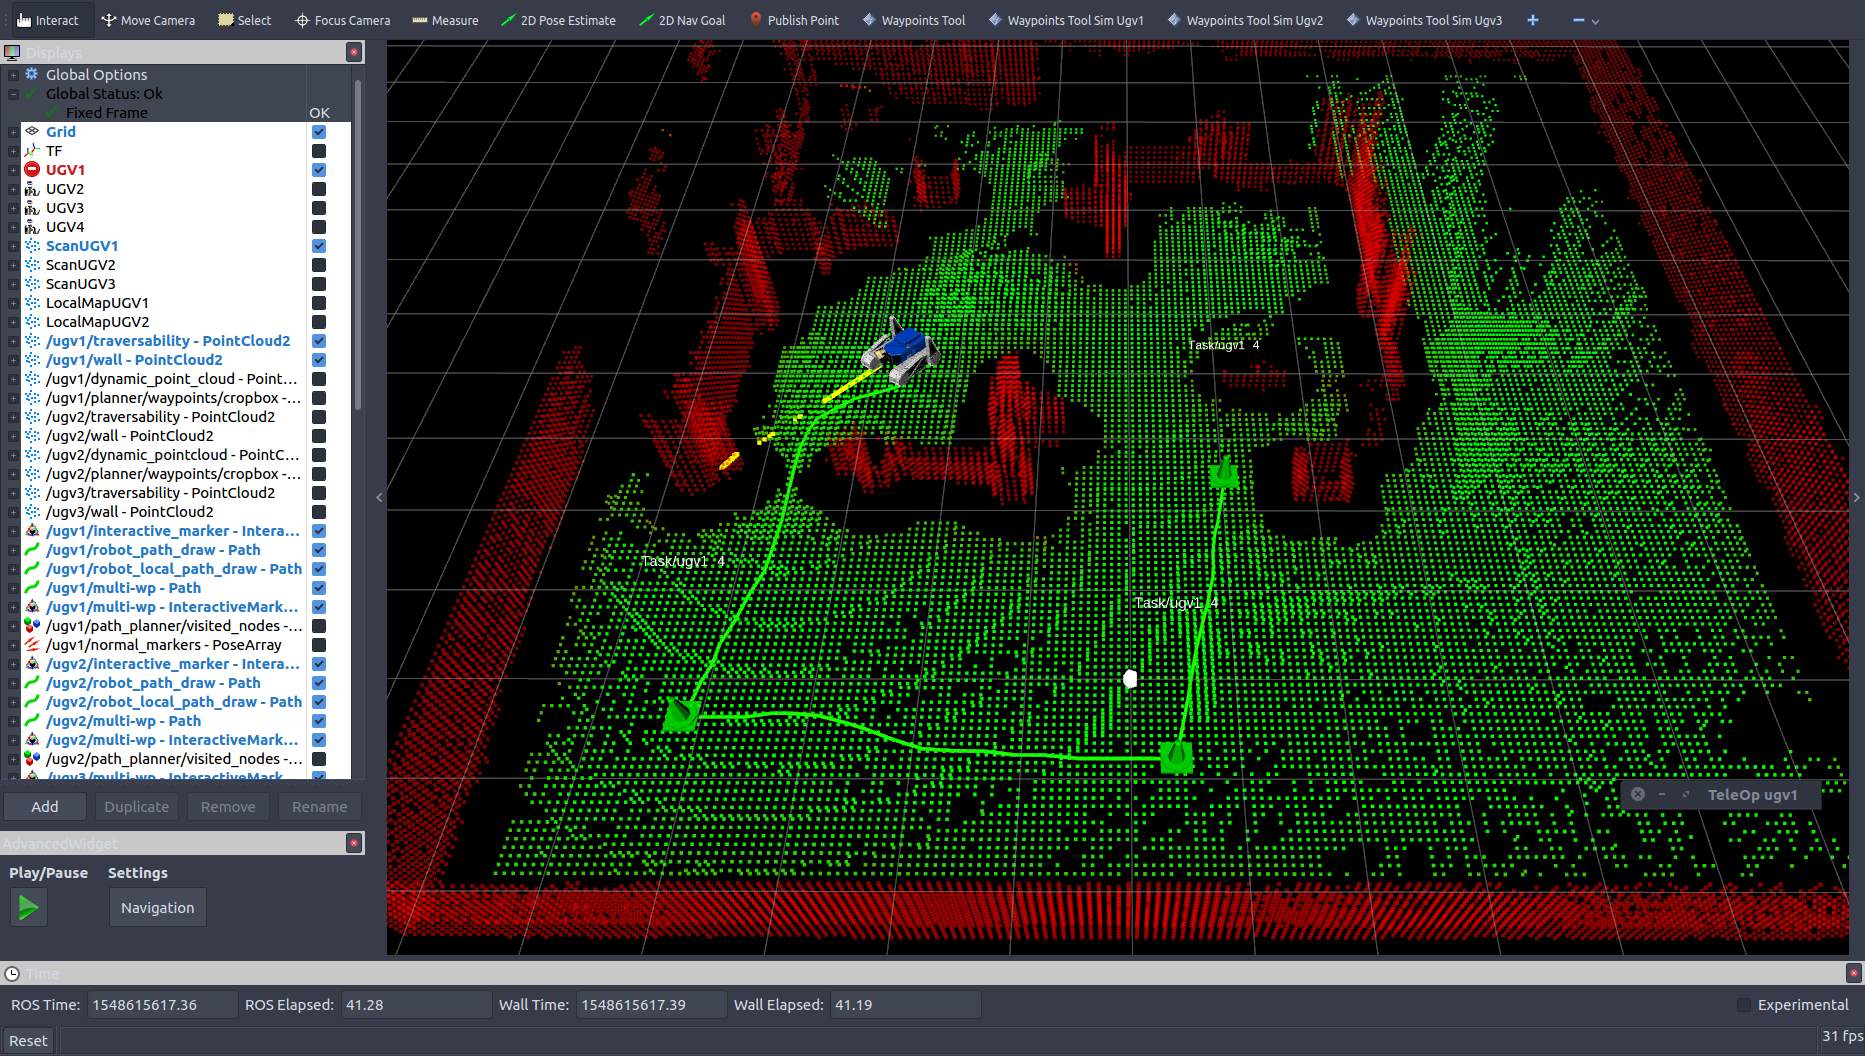 Interact Move Camera Select Focus Camera Measure 2D Pose Estimate 2D Nav Goal Publish Point Waypoints Tool Waypoints Tool Sim Ugv1 Waypoints Tool Sim Ugv2 Waypoints Tool Sim Ugv3
Displays
Global Options
Global Status: Ok
Fixed Frame OK
Grid
TF
UGV1
UGV2
UGV3
UGV4
ScanUGV1
ScanUGV2
ScanUGV3
LocalMapUGV1
LocalMapUGV2
/ugv1/traversability - PointCloud2
/ugv1/wall - PointCloud2
/ugv1/dynamic_point_cloud - Point...
/ugv1/planner/waypoints/cropbox -...
/ugv2/traversability - PointCloud2
/ugv2/wall - PointCloud2
/ugv2/dynamic_pointcloud - PointC...
/ugv2/planner/waypoints/cropbox -...
/ugv3/traversability - PointCloud2
/ugv3/wall - PointCloud2
/ugv1/interactive_marker - Intera...
/ugv1/robot_path_draw - Path
/ugv1/robot_local_path_draw - Path
/ugv1/multi-wp - Path
/ugv1/multi-wp - InteractiveMark...
/ugv1/path_planner/visited_nodes -...
/ugv1/normal_markers - PoseArray
/ugv2/interactive_marker - Intera...
/ugv2/robot_path_draw - Path
/ugv2/robot_local_path_draw - Path
/ugv2/multi-wp - Path
/ugv2/multi-wp - InteractiveMark...
/ugv2/path_planner/visited_nodes -...
/ugv3/multi-wp - InteractiveMark
Add Duplicate Remove Rename
AdvancedWidget
Play/Pause Settings
Navigation
Task/ugv1 4
Task/ugv1 4
Task/ugv1 4
TeleOp ugv1
Time
ROS Time: 1548615617.36 ROS Elapsed: 41.28 Wall Time: 1548615617.39 Wall Elapsed: 41.19 Experimental
Reset 31 fps